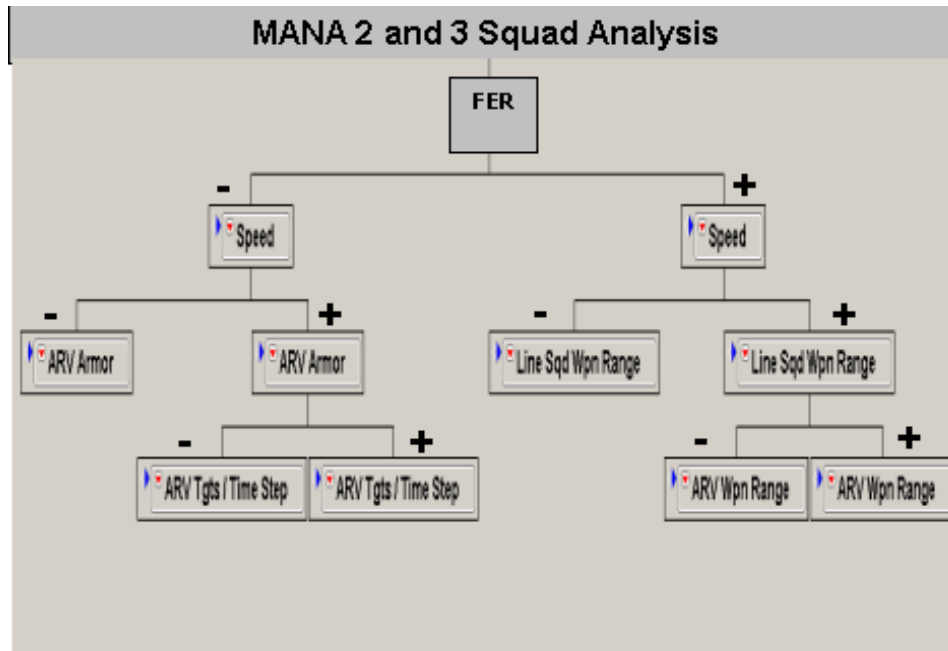 MANA 2 and 3 Squad Analysis
FER
- +
Speed Speed
- + - +
ARV Armor ARV Armor Line Sqd Wpn Range Line Sqd Wpn Range
- + - +
ARV Tgts / Time Step ARV Tgts / Time Step ARV Wpn Range ARV Wpn Range